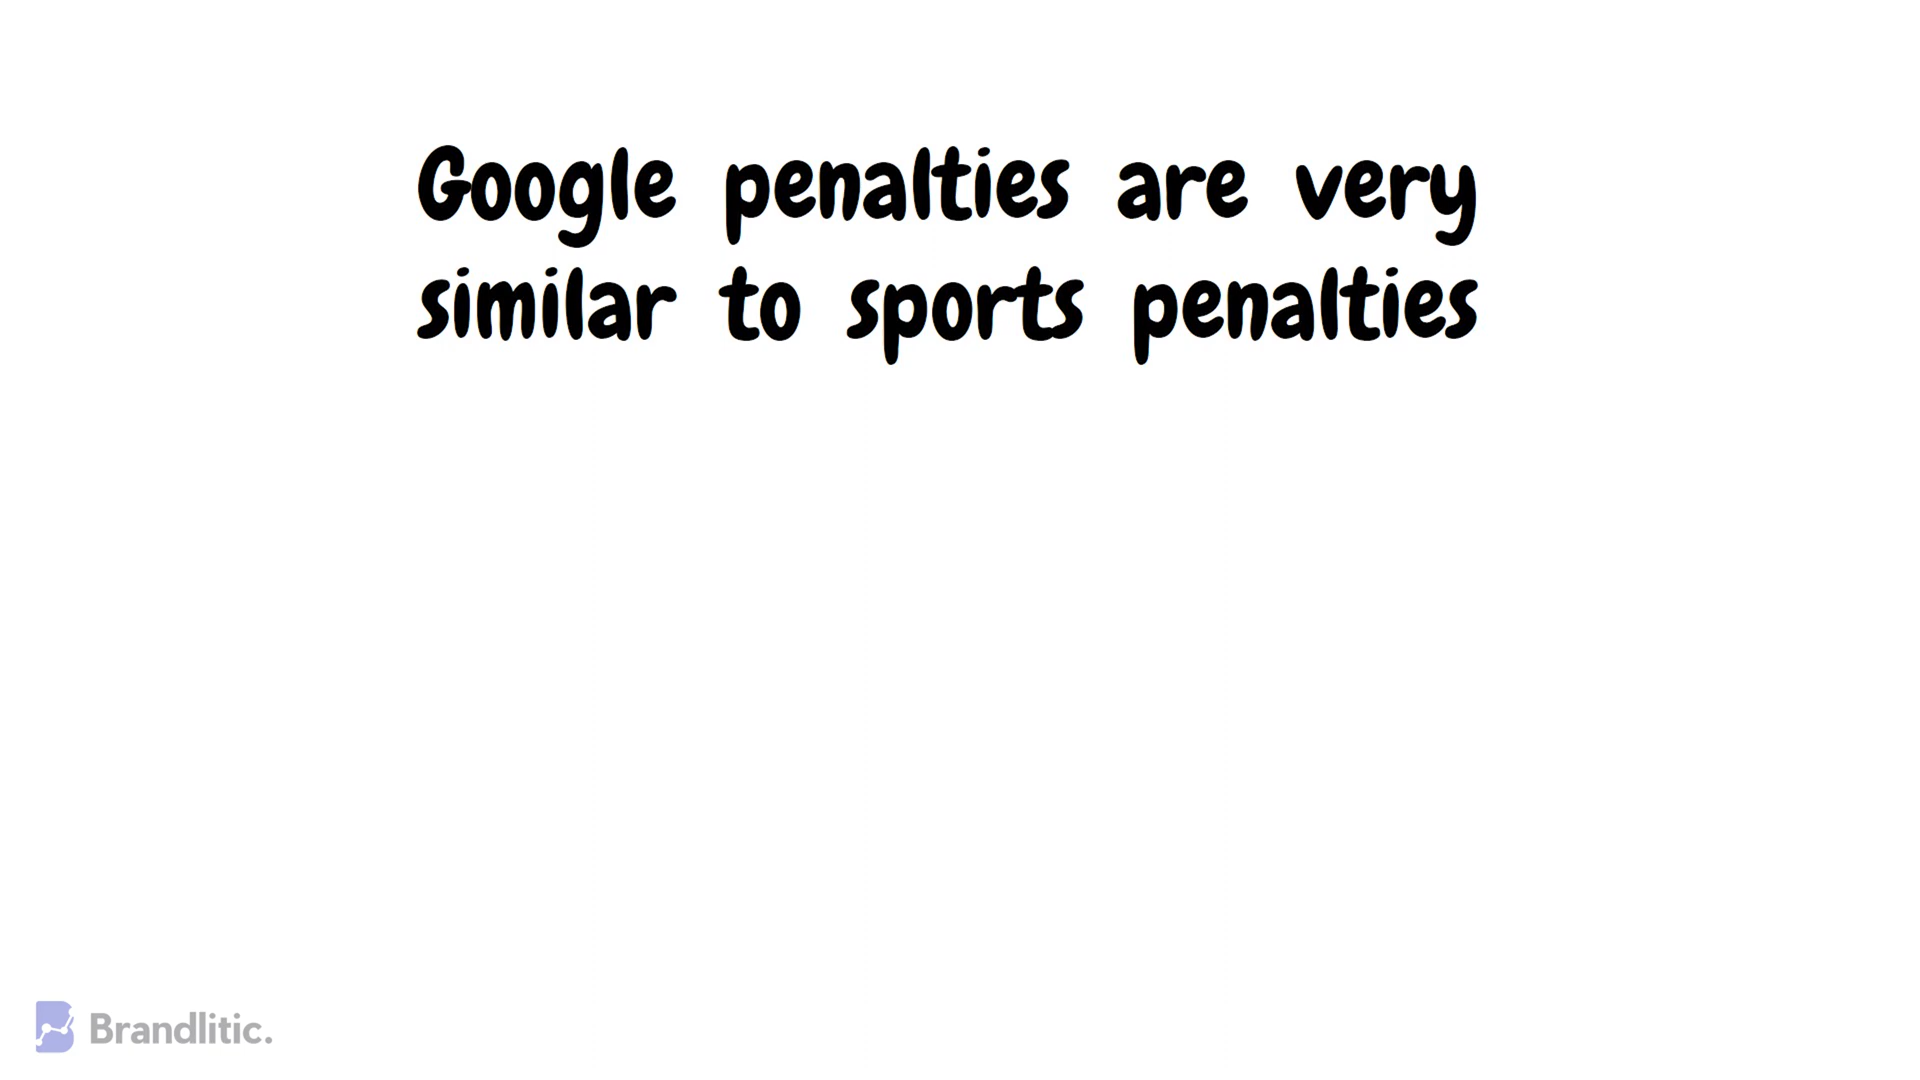 Google penalties are very
similar to sports penalties
Brandlitic.